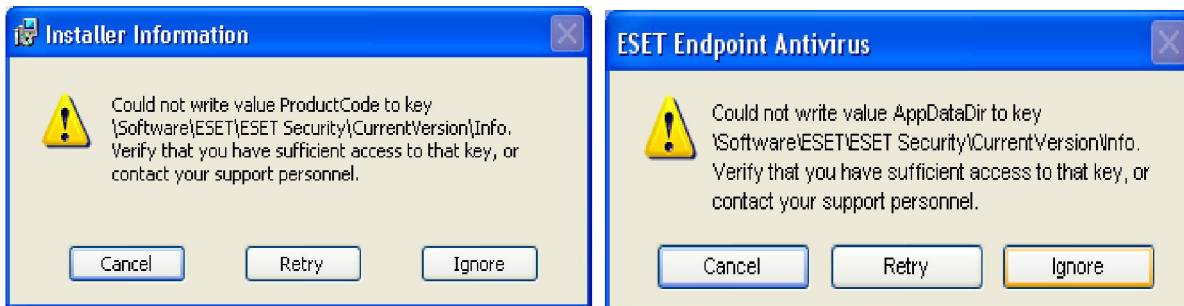 Installer Information
Could not write value ProductCode to key
\Software\ESET\ESET Security\CurrentVersion\Info.
Verify that you have sufficient access to that key, or
contact your support personnel.
Cancel
Retry
Ignore
ESET Endpoint Antivirus
Could not write value AppDataDir to key
\Software\ESET\ESET Security\CurrentVersion\Info.
Verify that you have sufficient access to that key, or
contact your support personnel.
Cancel
Retry
Ignore